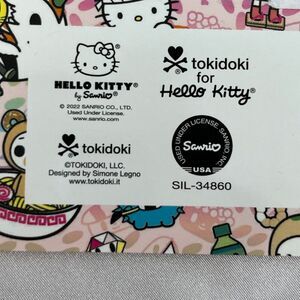 HELLO KITTY®
by Sanrio®
© 2022 SANRIO CO., LTD.
Used Under License.
www.sanrio.com
tokidoki
for
Hello Kitty®
tokidoki
©TOKIDOKI, LLC.
Designed by Simone Legno
www.tokidoki.it
USED UNDER LICENSE SANRIO, INC.
Sanrio
USA
SIL-34860